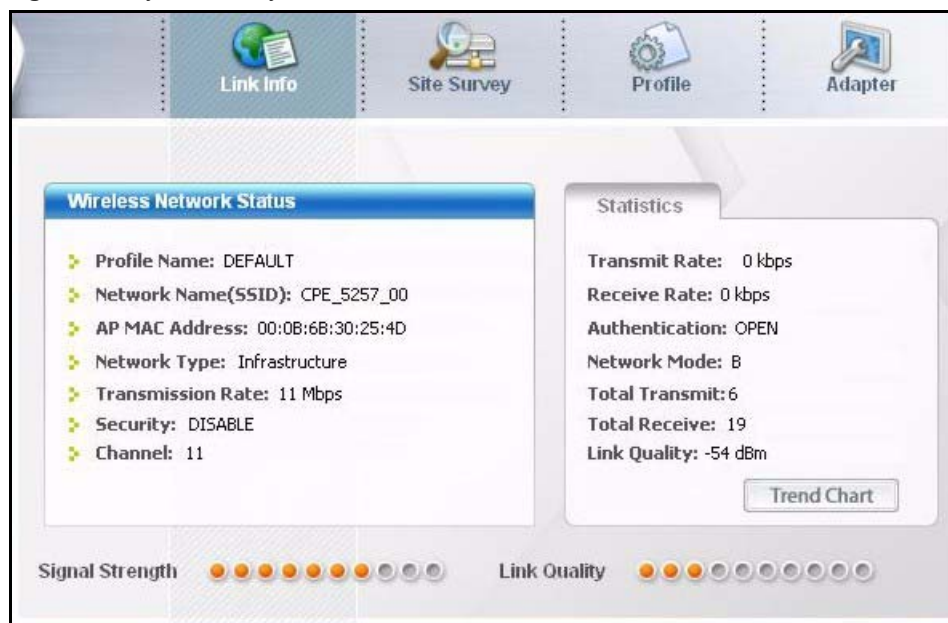 Link Info
Site Survey
Profile
Adapter
Wireless Network Status
Profile Name: DEFAULT
Network Name(SSID): CPE_5257_00
AP MAC Address: 00:0B:6B:30:25:4D
Network Type: Infrastructure
Transmission Rate: 11 Mbps
Security: DISABLE
Channel: 11
Statistics
Transmit Rate: 0 kbps
Receive Rate: 0 kbps
Authentication: OPEN
Network Mode: B
Total Transmit: 6
Total Receive: 19
Link Quality: -54 dBm
Trend Chart
Signal Strength
Link Quality